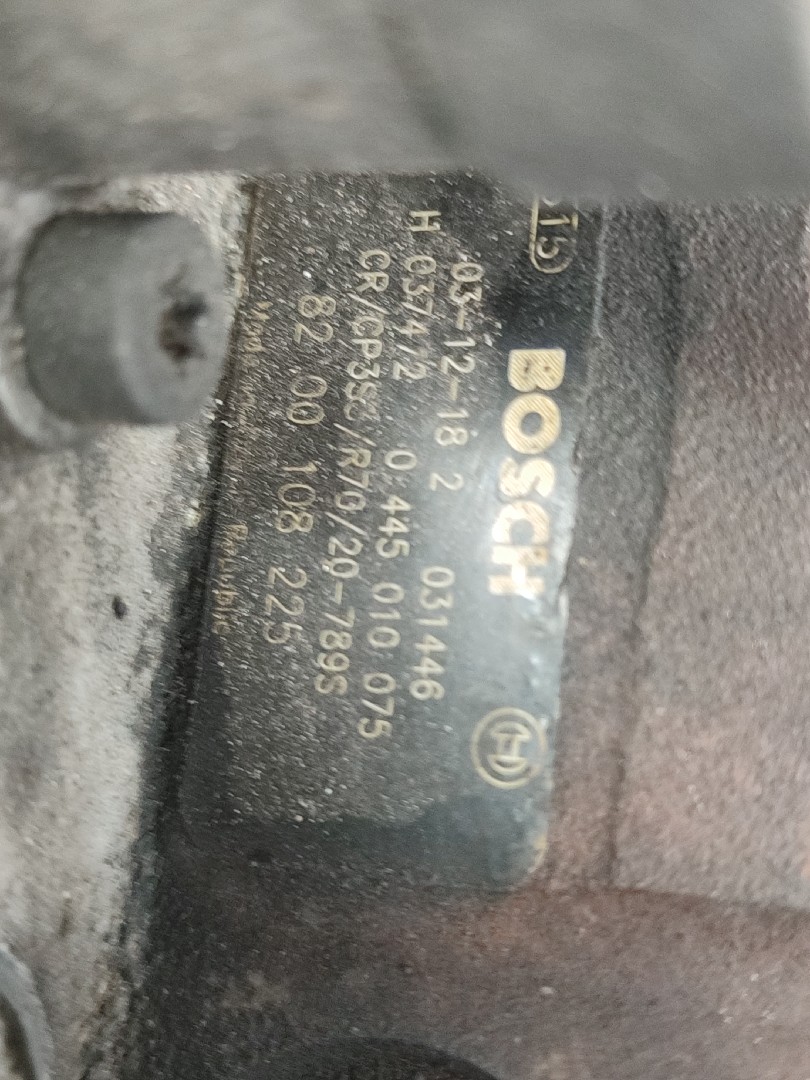 BOSCH
03-12-18 2 031446
H 0374/2 0 445 010 075
CR/CP3S3/R70/20-789S
82 00 108 225
Republic